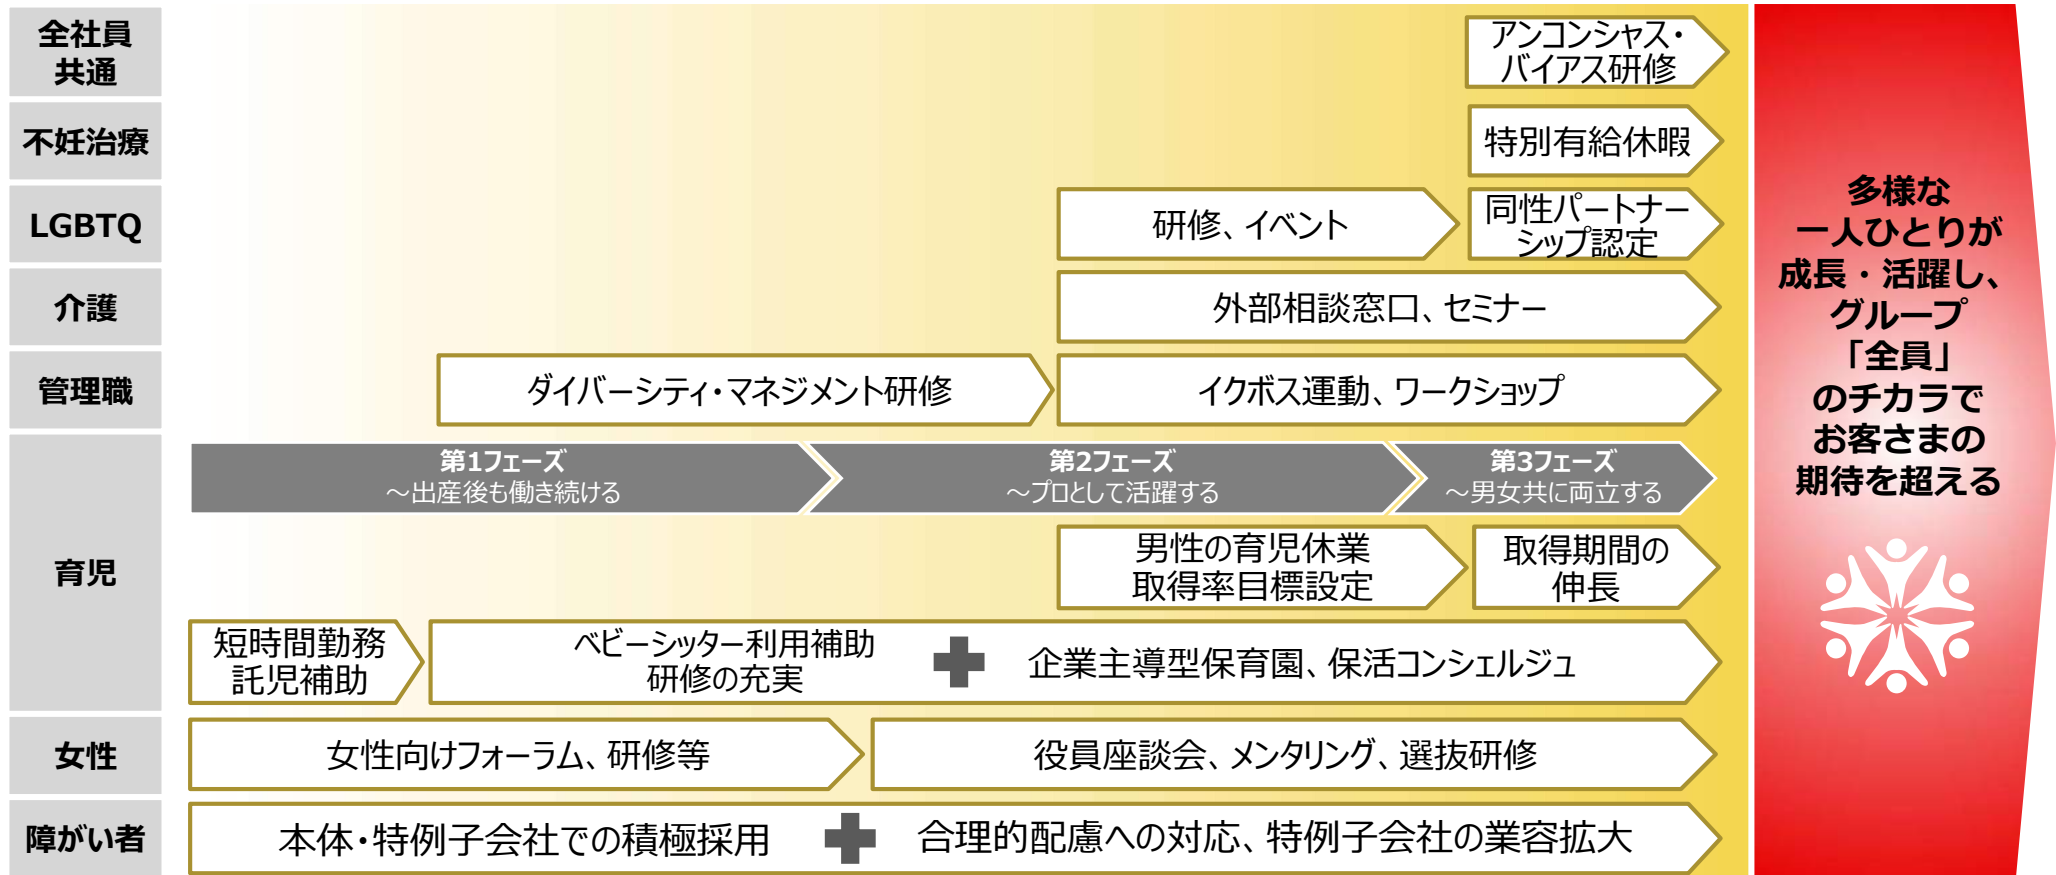 全社員
共通
アンコンシャス・
バイアス研修
不妊治療
特別有給休暇
LGBTQ
研修、イベント
同性パートナー
シップ認定
介護
外部相談窓口、セミナー
管理職
ダイバーシティ・マネジメント研修
イクボス運動、ワークショップ
育児
第1フェーズ
～出産後も働き続ける
第2フェーズ
～プロとして活躍する
第3フェーズ
～男女共に両立する
男性の育児休業
取得率目標設定
取得期間の
伸長
短時間勤務
託児補助
ベビーシッター利用補助
研修の充実
企業主導型保育園、保活コンシェルジュ
女性
女性向けフォーラム、研修等
役員座談会、メンタリング、選抜研修
障がい者
本体・特例子会社での積極採用
合理的配慮への対応、特例子会社の業容拡大
多様な
一人ひとりが
成長・活躍し、
グループ
「全員」
のチカラで
お客さまの
期待を超える